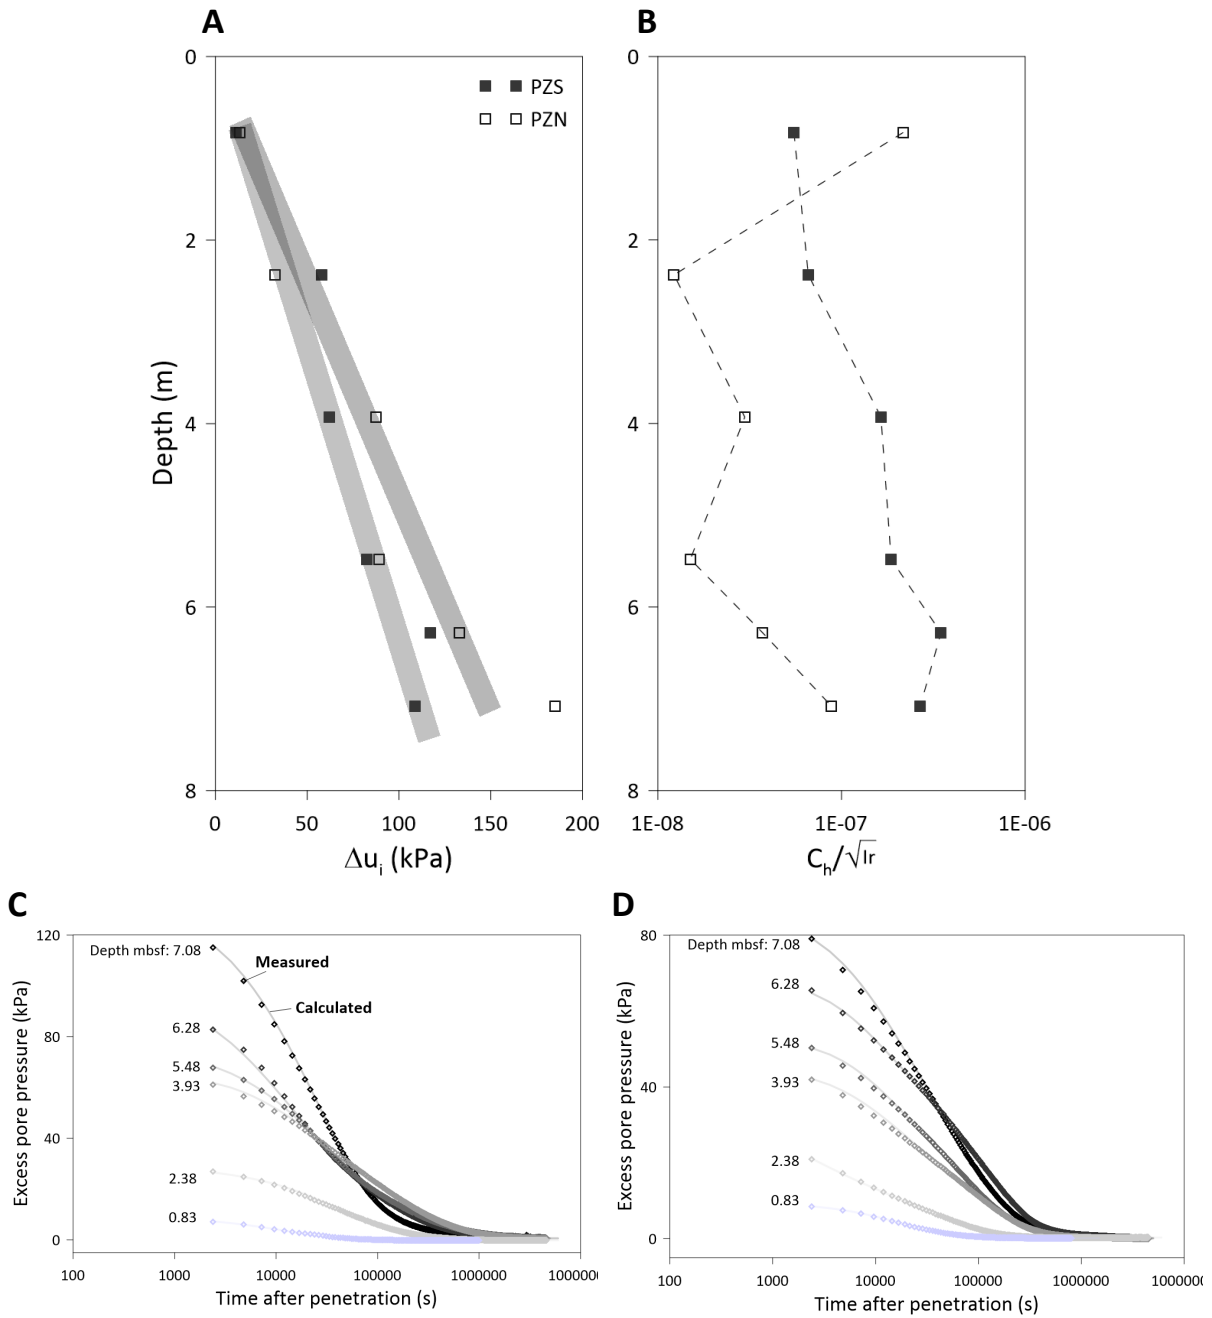 A
B
0
2
4
6
8
Depth (m)
PZS
PZN
0
50
100
150
200
Δui (kPa)
0
2
4
6
8
1E-08
1E-07
1E-06
Ch/√Ir
C
D
120
80
40
0
Excess pore pressure (kPa)
Depth mbsf: 7.08
Measured
Calculated
6.28
5.48
3.93
2.38
0.83
100
1000
10000
100000
1000000
Time after penetration (s)
80
40
0
Excess pore pressure (kPa)
Depth mbsf: 7.08
6.28
5.48
3.93
2.38
0.83
100
1000
10000
100000
1000000
Time after penetration (s)